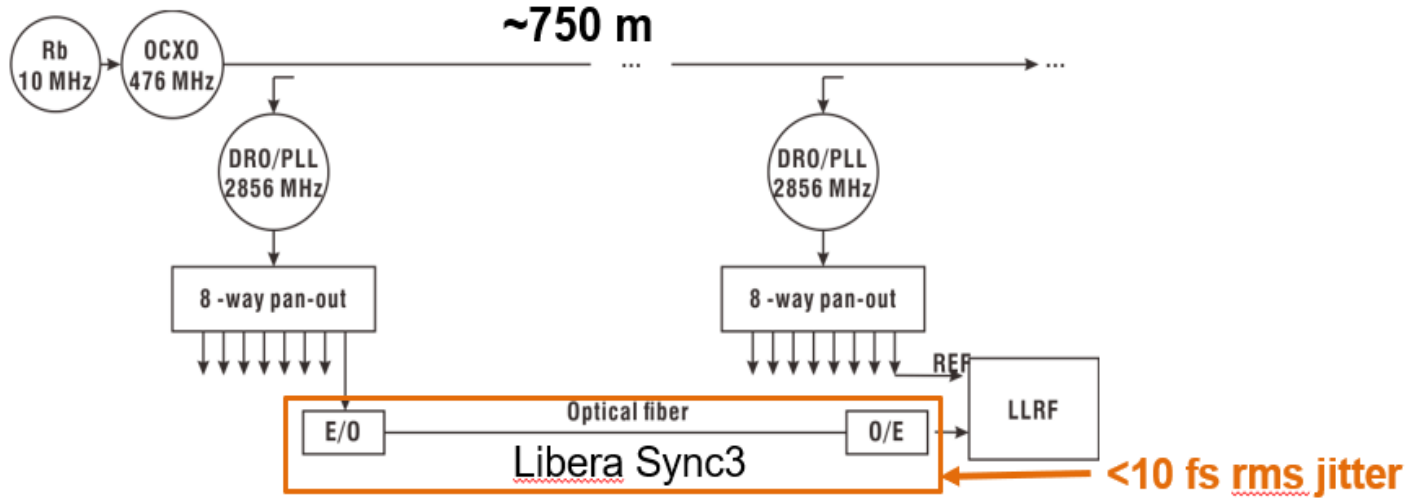 ~750 m
Rb
10 MHz
OCXO
476 MHz
...
...
DRO/PLL
2856 MHz
DRO/PLL
2856 MHz
8 -way pan-out
8 -way pan-out
REF
LLRF
Optical fiber
E/O
O/E
Libera Sync3
<10 fs rms jitter